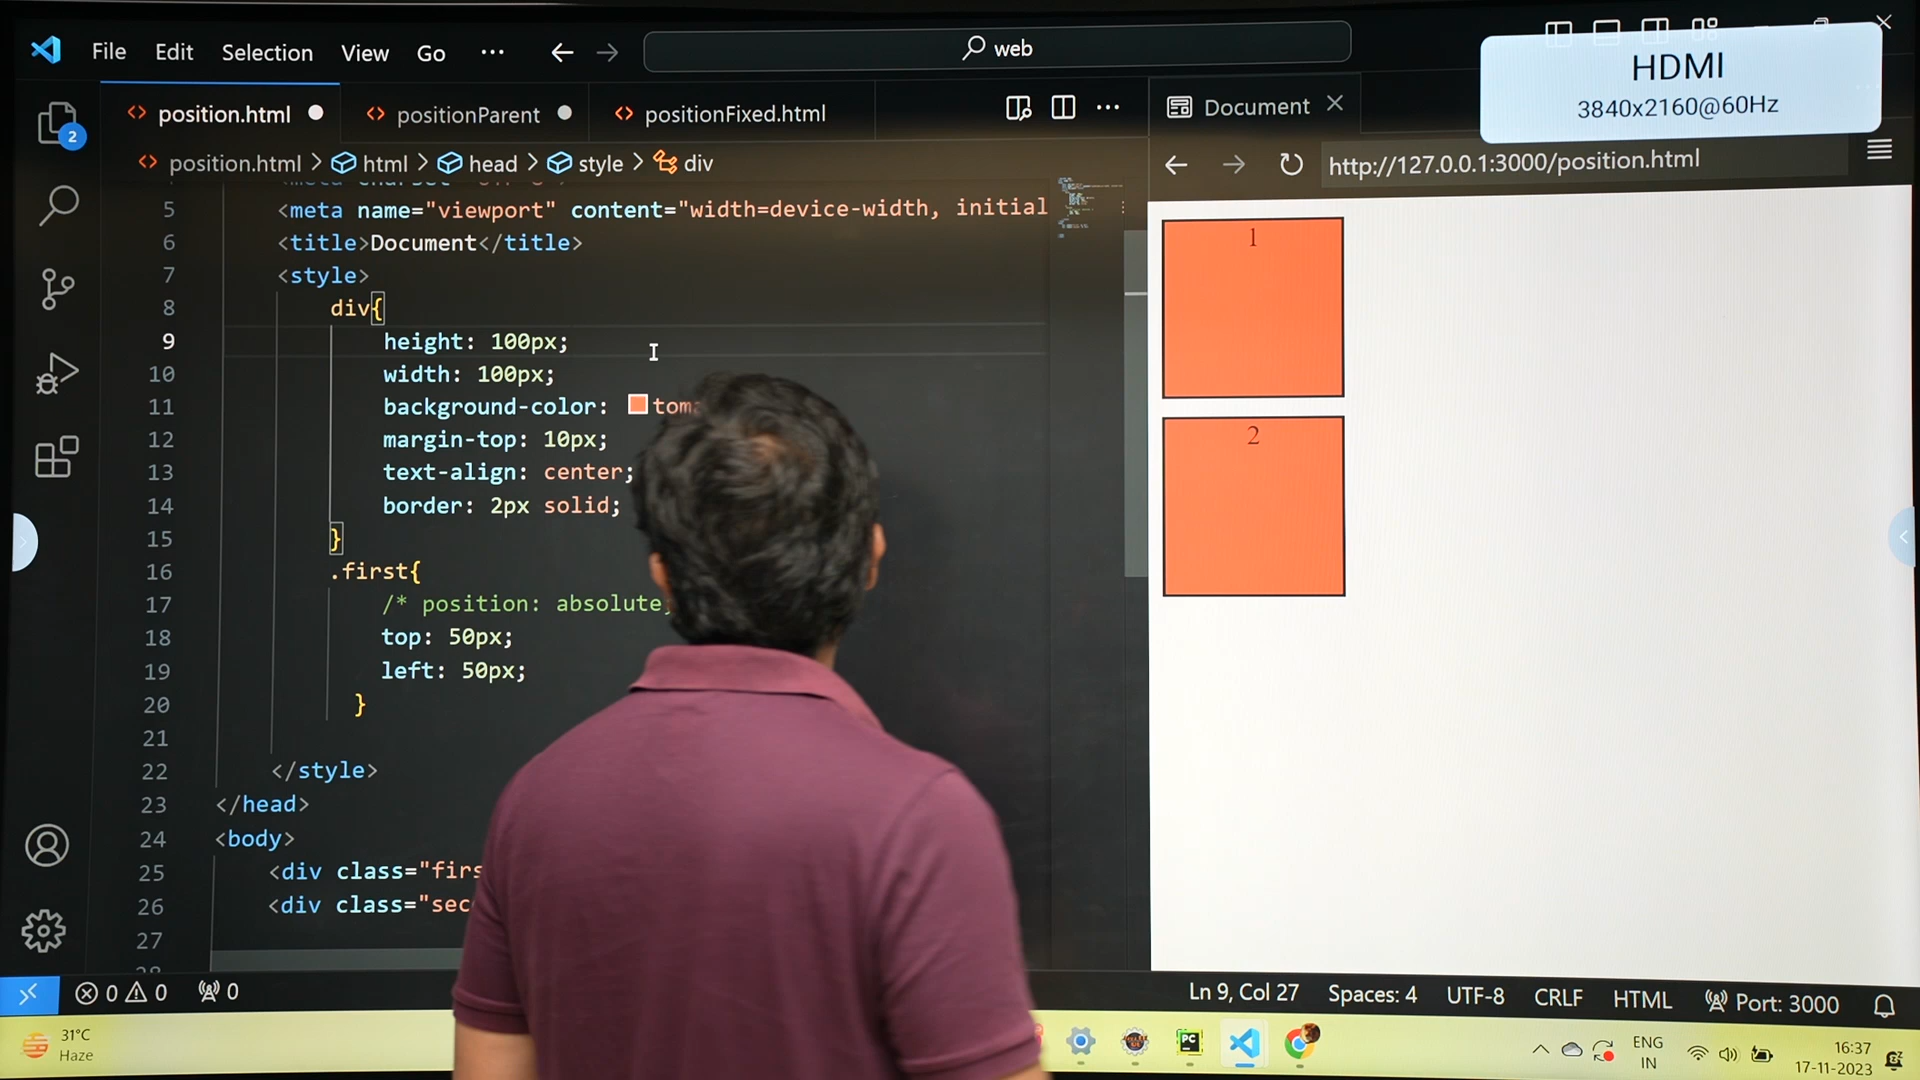 File Edit Selection View Go ··· web
HDMI
3840x2160@60Hz
position.html positionParent positionFixed.html
Document
2
position.html > html > head > style > div
http://127.0.0.1:3000/position.html
5 <meta name="viewport" content="width=device-width, initial
6 <title>Document</title>
7 <style>
8 div{
9 height: 100px;
10 width: 100px;
11 background-color:
12 margin-top: 10px;
13 text-align: center;
14 border: 2px solid;
15 }
16 .first{
17 /* position: absolute;
18 top: 50px;
19 left: 50px;
20 }
21
22 </style>
23 </head>
24 <body>
25 <div class="firs
26 <div class="sec
27
1
2
0 0 0
Ln 9, Col 27 Spaces: 4 UTF-8 CRLF HTML Port: 3000
31°C
Haze
PC
ENG
IN
16:37
17-11-2023